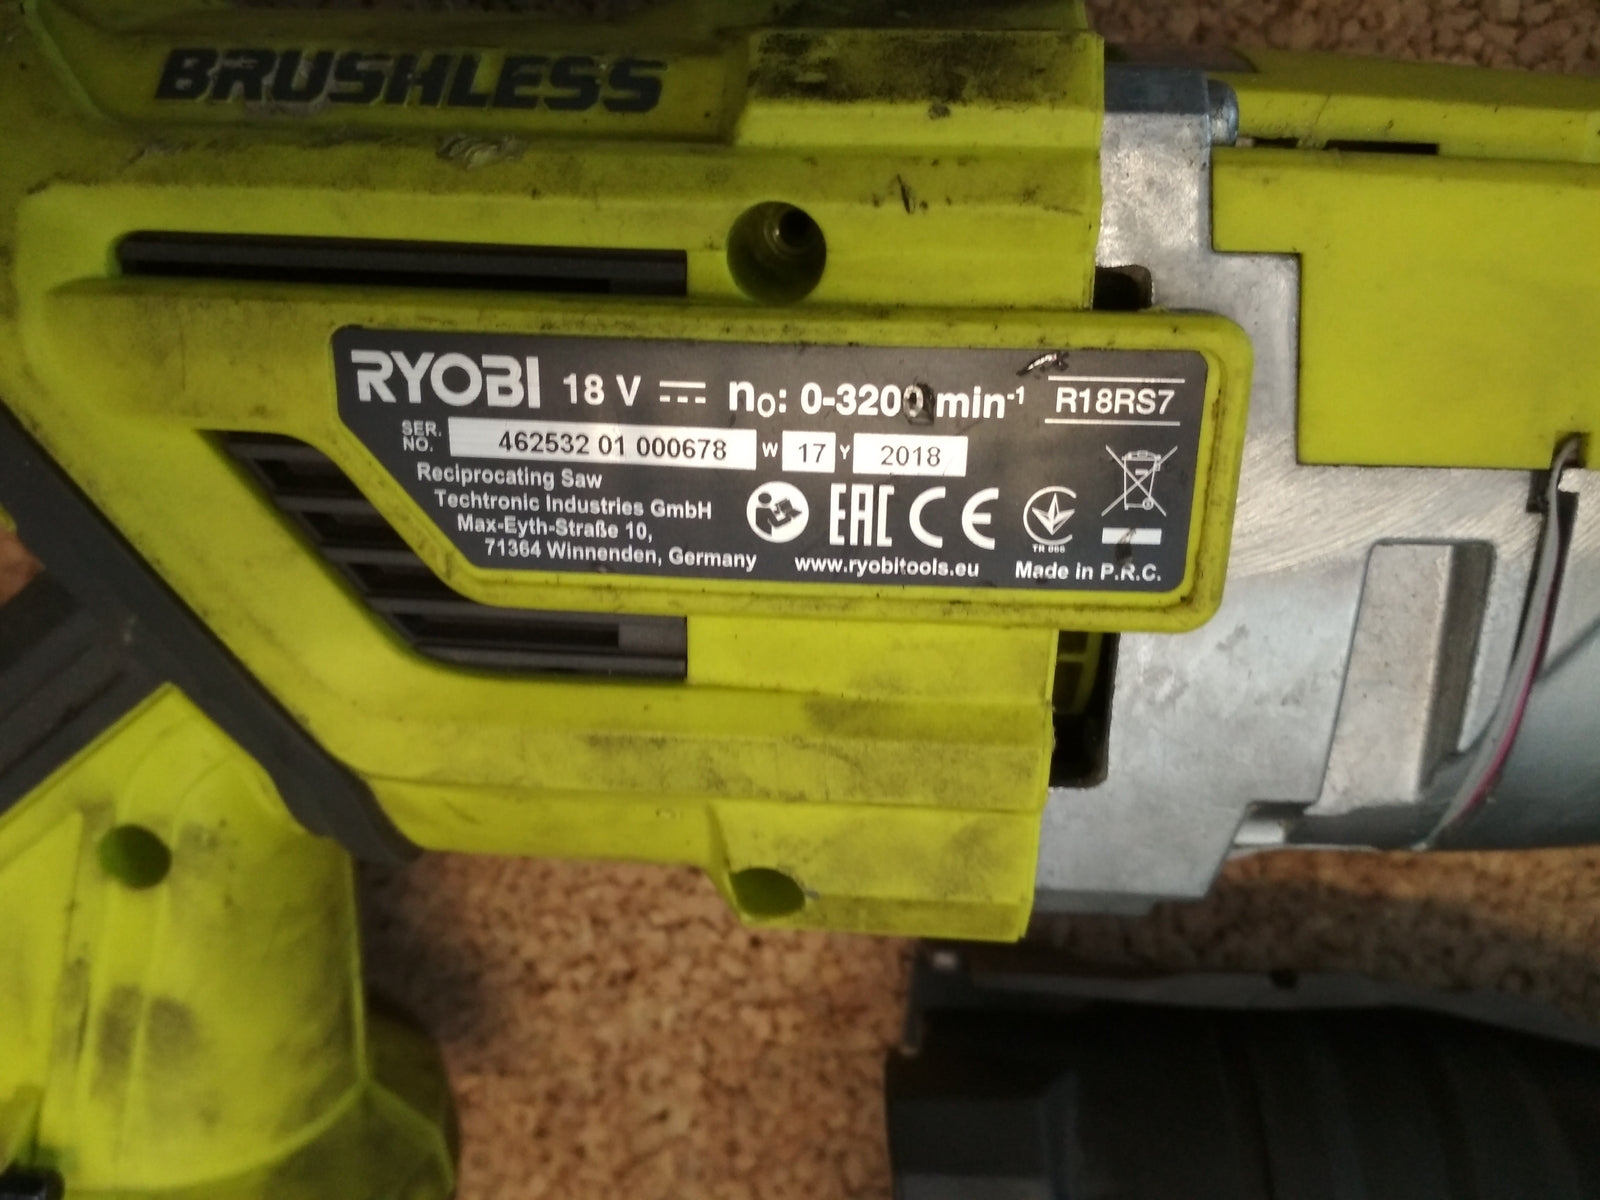 BRUSHLESS
RYOBI 18 V n₀: 0-3200 min⁻¹ R18RS7
SER. NO. 462532 01 000678 W 17 Y 2018
Reciprocating Saw
Techtronic Industries GmbH
Max-Eyth-Straße 10,
71364 Winnenden, Germany
EAC CE
www.ryobitools.eu Made in P.R.C.